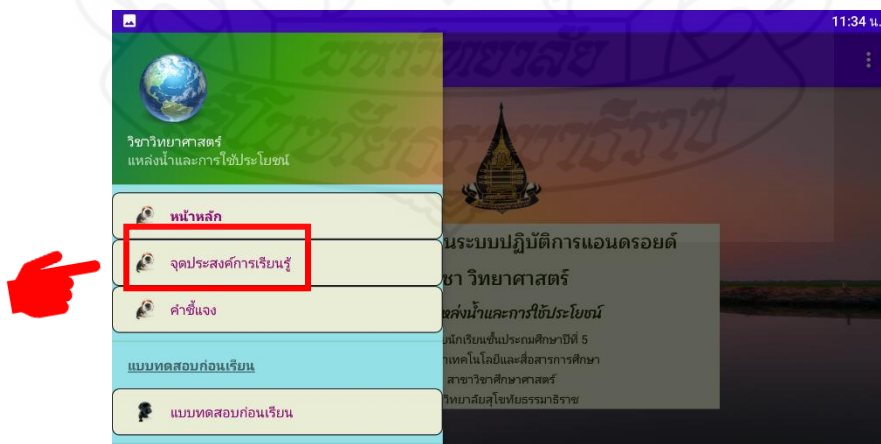 11:34 น.
วิชาวิทยาศาสตร์
แหล่งน้ำและการใช้ประโยชน์
หน้าหลัก
จุดประสงค์การเรียนรู้
คำชี้แจง
แบบทดสอบก่อนเรียน
แบบทดสอบก่อนเรียน
นระบบปฏิบัติการแอนดรอยด์
ชา วิทยาศาสตร์
หล่งน้ำและการใช้ประโยชน์
นักเรียนชั้นประถมศึกษาปีที่ 5
าเทคโนโลยีและสื่อสารการศึกษา
สาขาวิชาศึกษาศาสตร์
วิทยาลัยสุโขทัยธรรมาธิราช